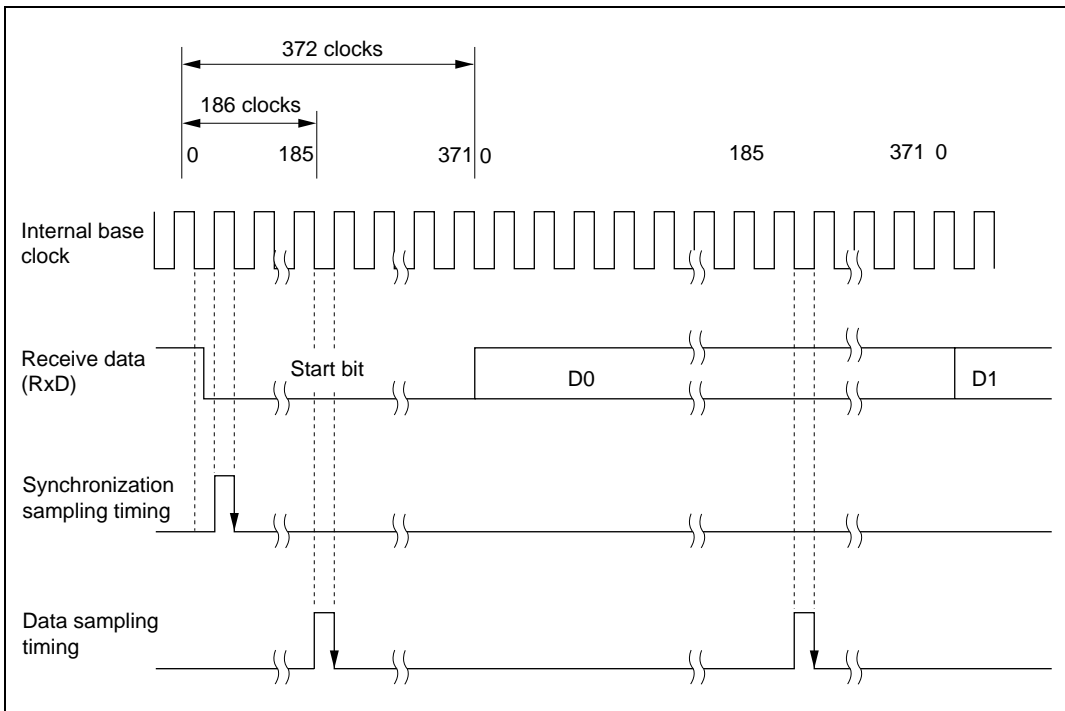 372 clocks
186 clocks
0 185 371 0 185 371 0
Internal base
clock
Receive data
(RxD)
Start bit
D0
D1
Synchronization
sampling timing
Data sampling
timing